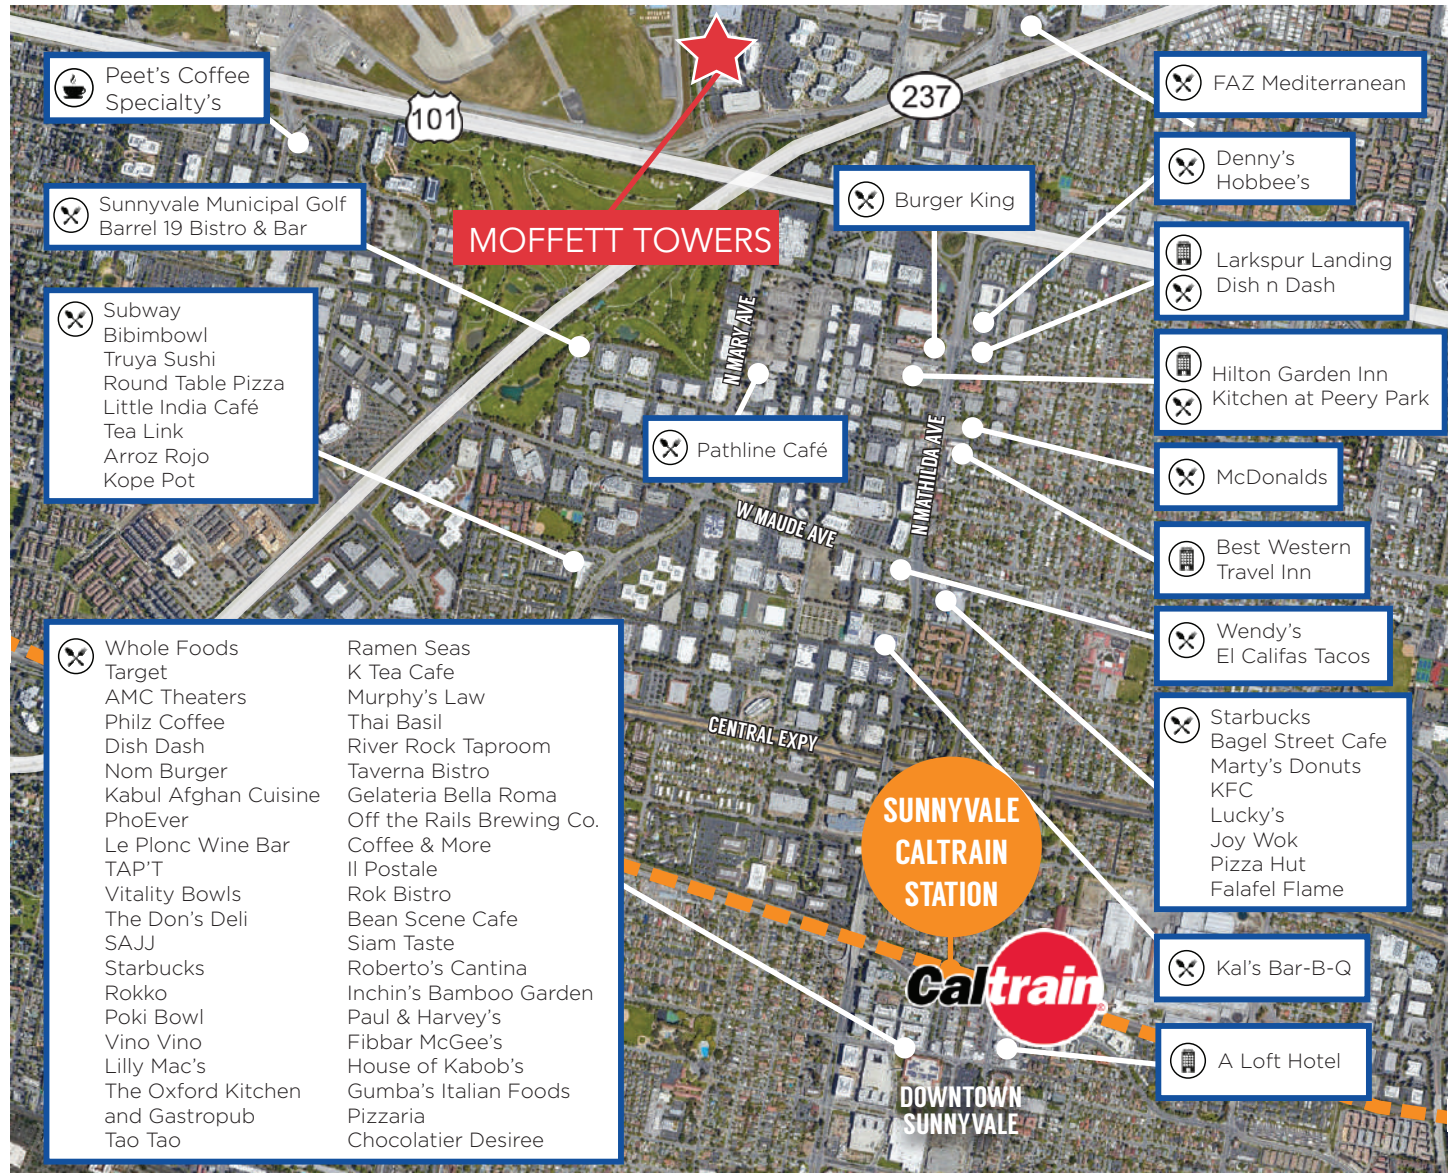 Peet's Coffee
Specialty's
101
237
FAZ Mediterranean
Denny's
Hobbee's
Sunnyvale Municipal Golf
Barrel 19 Bistro & Bar
MOFFETT TOWERS
Burger King
Larkspur Landing
Dish n Dash
Subway
Bibimbowl
Truya Sushi
Round Table Pizza
Little India Café
Tea Link
Arroz Rojo
Kope Pot
N MARY AVE
Hilton Garden Inn
Kitchen at Peery Park
Pathline Café
N MATHILDA AVE
McDonalds
W MAUDE AVE
Best Western
Travel Inn
Wendy's
El Califas Tacos
Whole Foods
Target
AMC Theaters
Philz Coffee
Dish Dash
Nom Burger
Kabul Afghan Cuisine
PhoEver
Le Plonc Wine Bar
TAP'T
Vitality Bowls
The Don's Deli
SAJJ
Starbucks
Rokko
Poki Bowl
Vino Vino
Lilly Mac's
The Oxford Kitchen
and Gastropub
Tao Tao
Ramen Seas
K Tea Cafe
Murphy's Law
Thai Basil
River Rock Taproom
Taverna Bistro
Gelateria Bella Roma
Off the Rails Brewing Co.
Coffee & More
Il Postale
Rok Bistro
Bean Scene Cafe
Siam Taste
Roberto's Cantina
Inchin's Bamboo Garden
Paul & Harvey's
Fibbar McGee's
House of Kabob's
Gumba's Italian Foods
Pizzaria
Chocolatier Desiree
CENTRAL EXPY
Starbucks
Bagel Street Cafe
Marty's Donuts
KFC
Lucky's
Joy Wok
Pizza Hut
Falafel Flame
SUNNYVALE
CALTRAIN
STATION
Caltrain®
Kal's Bar-B-Q
A Loft Hotel
DOWNTOWN
SUNNYVALE